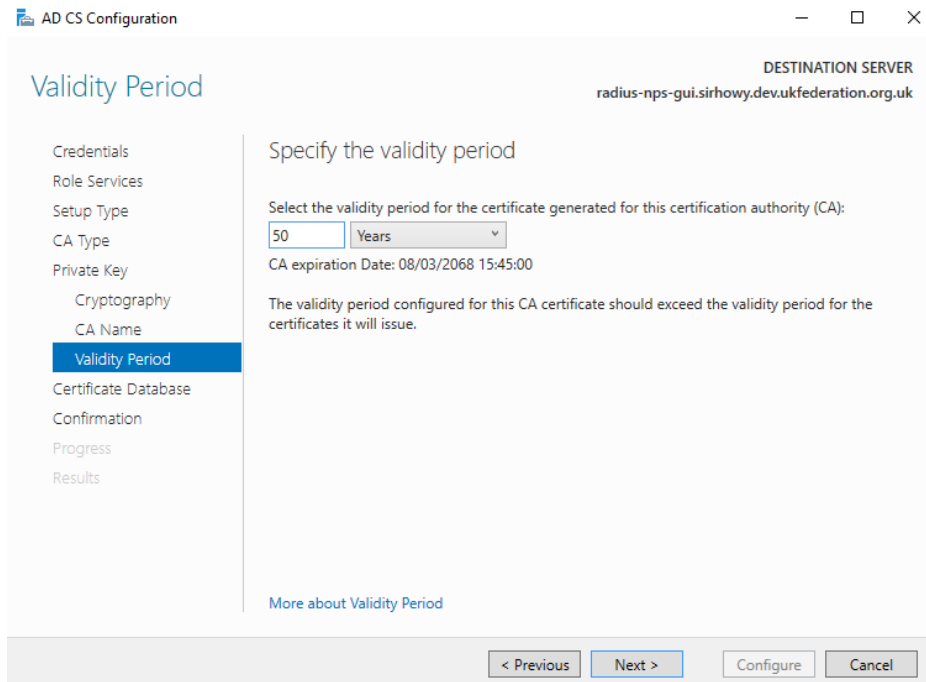 AD CS Configuration
Validity Period
DESTINATION SERVER
radius-nps-gui.sirhowy.dev.ukfederation.org.uk
Credentials
Role Services
Setup Type
CA Type
Private Key
Cryptography
CA Name
Validity Period
Certificate Database
Confirmation
Progress
Results
Specify the validity period
Select the validity period for the certificate generated for this certification authority (CA):
50 Years
CA expiration Date: 08/03/2068 15:45:00
The validity period configured for this CA certificate should exceed the validity period for the
certificates it will issue.
More about Validity Period
< Previous Next > Configure Cancel